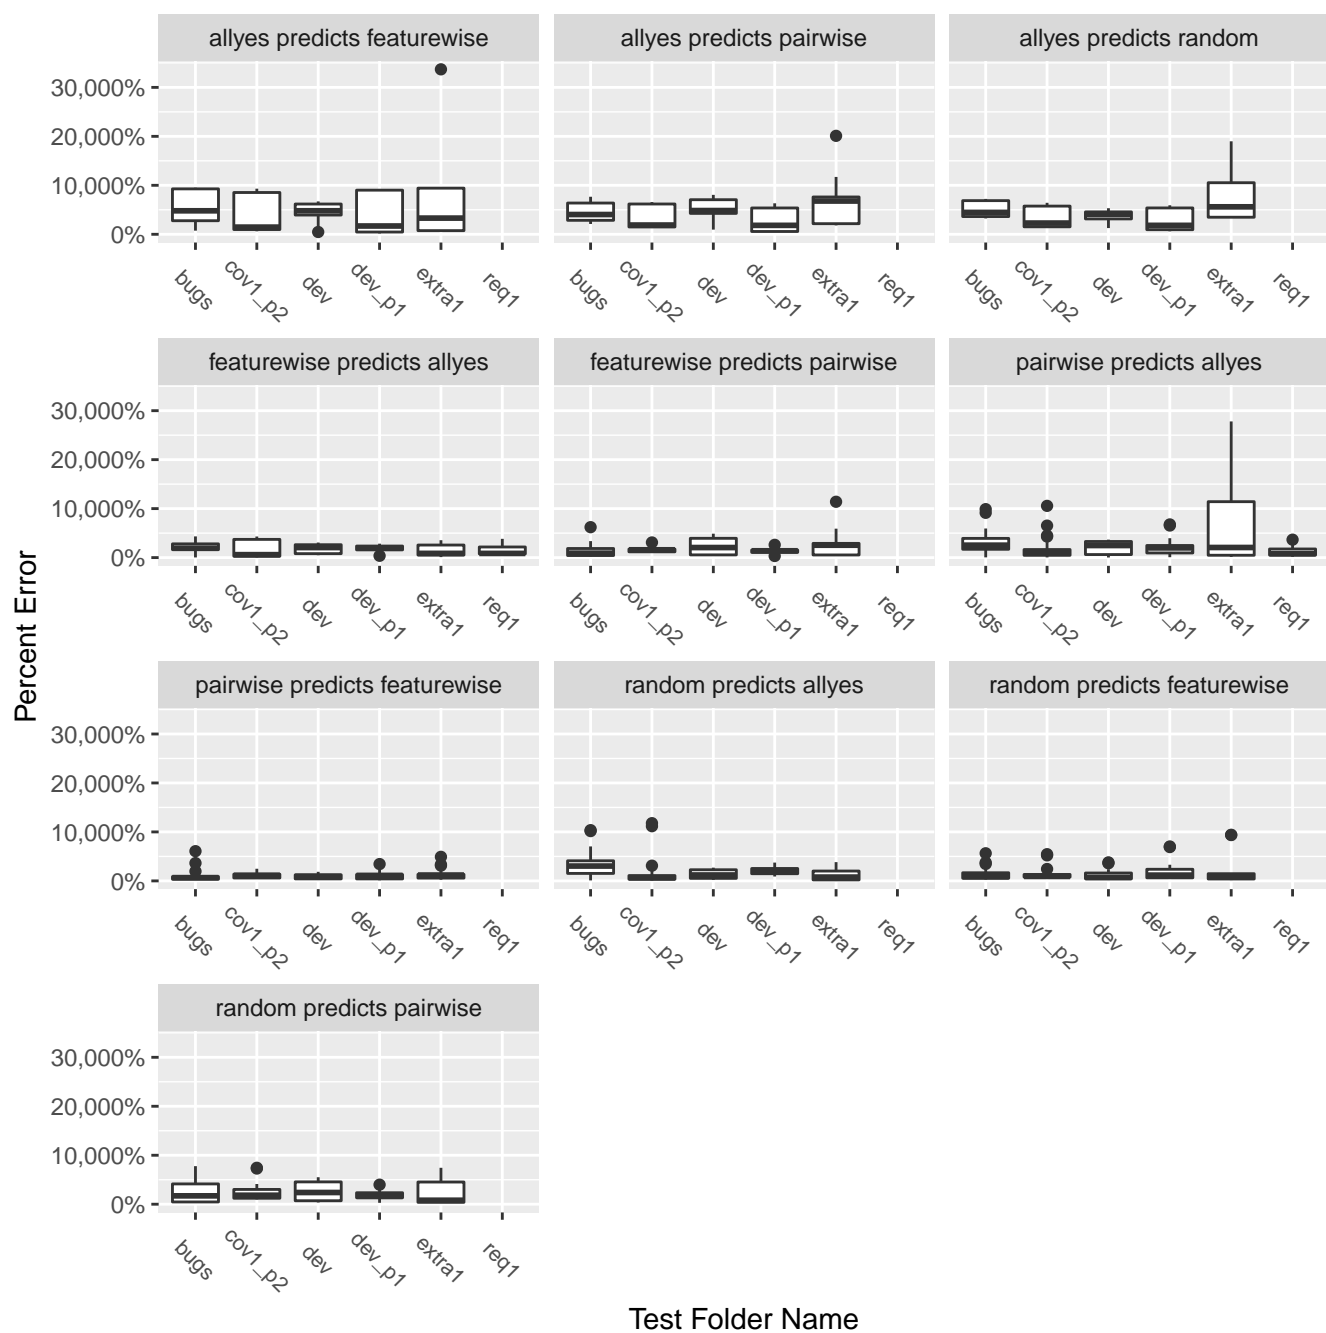 allyes predicts featurewise
allyes predicts pairwise
allyes predicts random
30,000%
20,000%
10,000%
0%
bugs
cov1_p2
dev
dev_p1
extra1
req1
bugs
cov1_p2
dev
dev_p1
extra1
req1
bugs
cov1_p2
dev
dev_p1
extra1
req1
featurewise predicts allyes
featurewise predicts pairwise
pairwise predicts allyes
30,000%
20,000%
10,000%
0%
bugs
cov1_p2
dev
dev_p1
extra1
req1
bugs
cov1_p2
dev
dev_p1
extra1
req1
bugs
cov1_p2
dev
dev_p1
extra1
req1
Percent Error
pairwise predicts featurewise
random predicts allyes
random predicts featurewise
30,000%
20,000%
10,000%
0%
bugs
cov1_p2
dev
dev_p1
extra1
req1
bugs
cov1_p2
dev
dev_p1
extra1
req1
bugs
cov1_p2
dev
dev_p1
extra1
req1
random predicts pairwise
30,000%
20,000%
10,000%
0%
bugs
cov1_p2
dev
dev_p1
extra1
req1
Test Folder Name